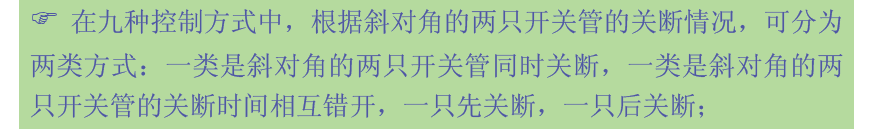 ☞ 在九种控制方式中，根据斜对角的两只开关管的关断情况，可分为
两类方式：一类是斜对角的两只开关管同时关断，一类是斜对角的两
只开关管的关断时间相互错开，一只先关断，一只后关断；